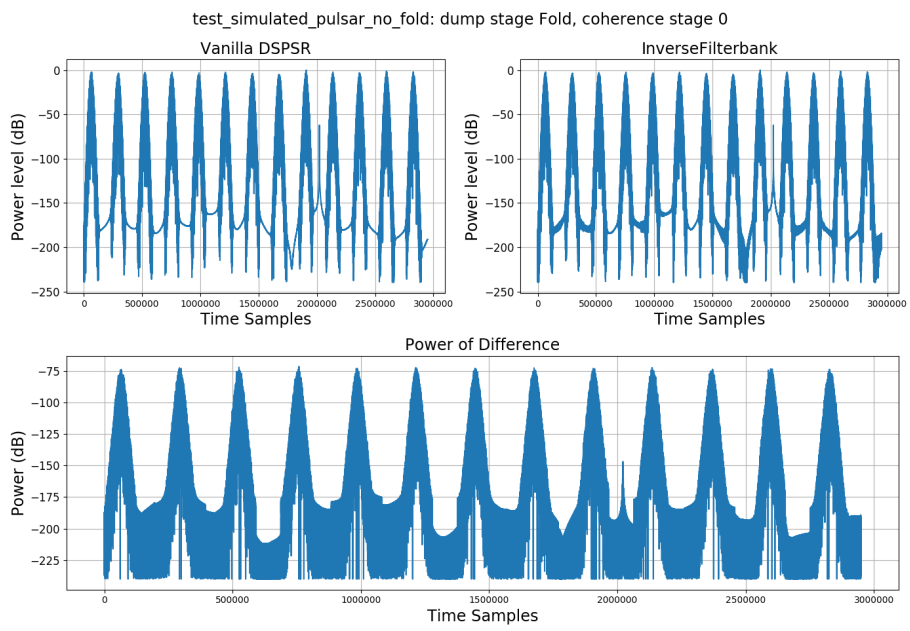 test_simulated_pulsar_no_fold: dump stage Fold, coherence stage 0
Vanilla DSPSR
InverseFilterbank
Power level (dB)
0
−50
−100
−150
−200
−250
0 500000 1000000 1500000 2000000 2500000 3000000
Time Samples
Power level (dB)
0
−50
−100
−150
−200
−250
0 500000 1000000 1500000 2000000 2500000 3000000
Time Samples
Power of Difference
Power (dB)
−75
−100
−125
−150
−175
−200
−225
0 500000 1000000 1500000 2000000 2500000 3000000
Time Samples